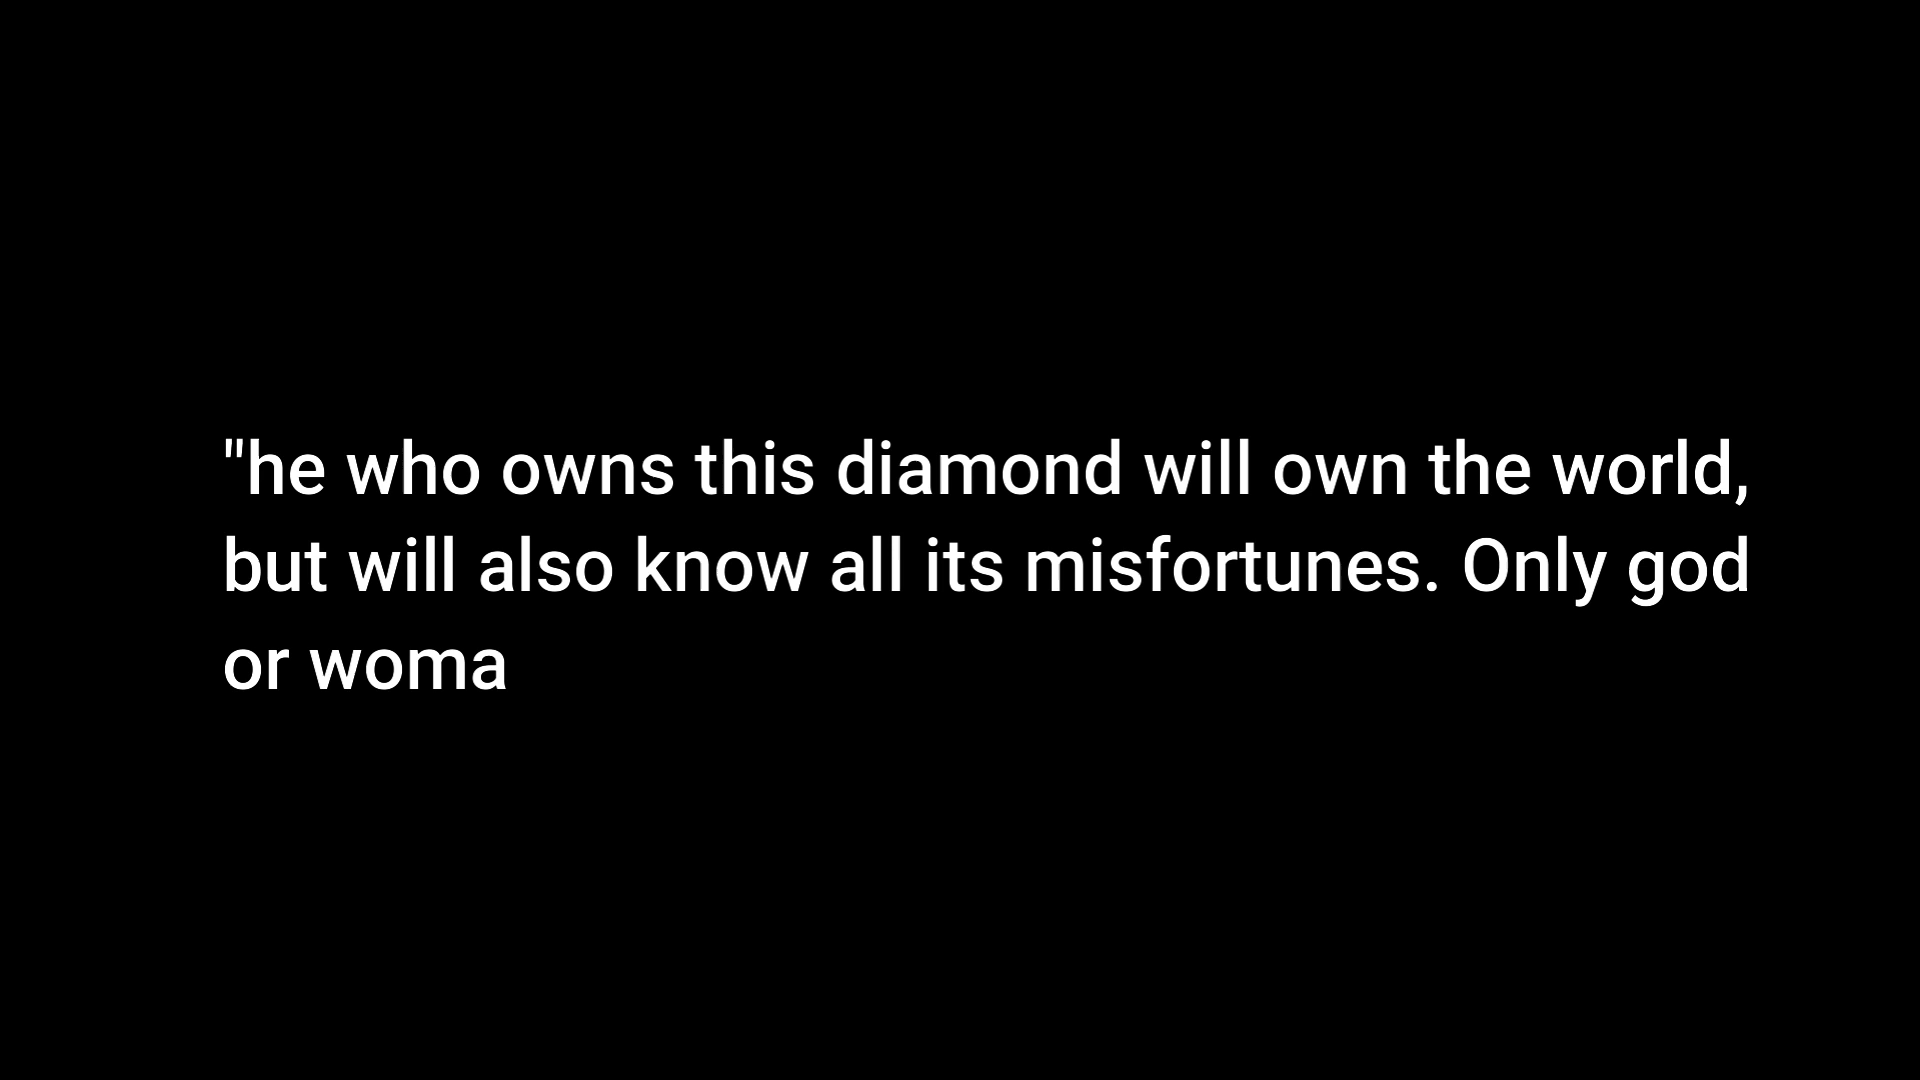 "he who owns this diamond will own the world,
but will also know all its misfortunes. Only god
or woma